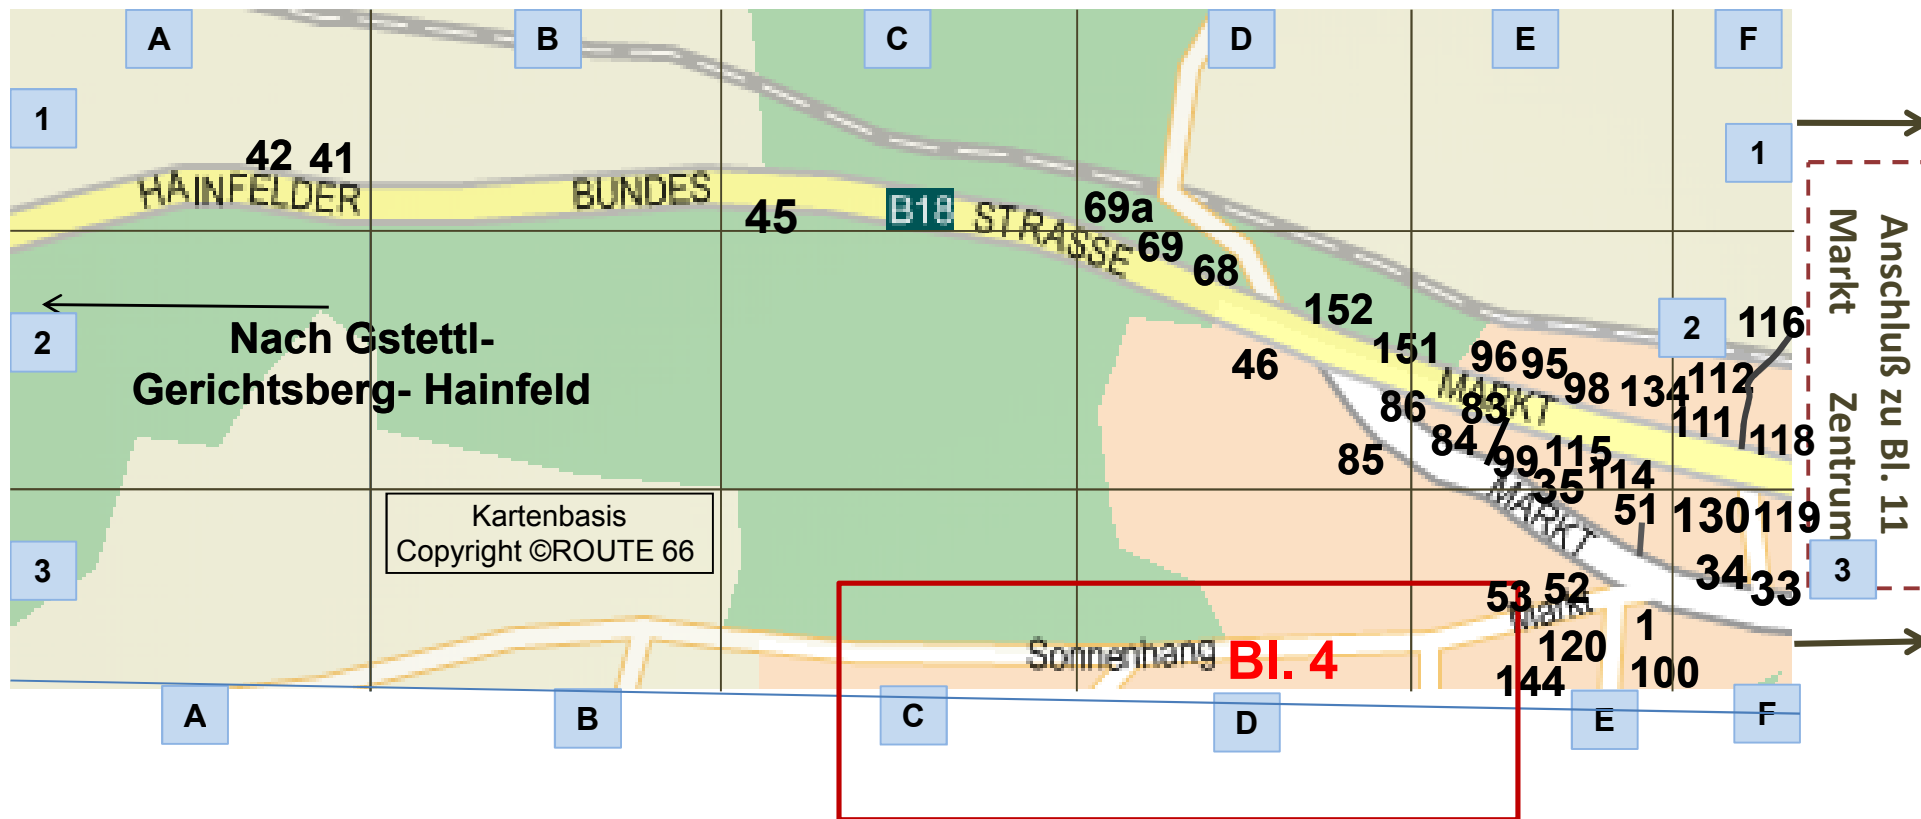 A B C D E F
1
42 41
HAINFELDER BUNDES
45
B18 STRASSE
69a
1
69
68
2
Nach Gstettl-
Gerichtsberg- Hainfeld
152
151
46
2
116
96 95
98 134 112
111
118
MARKT
86 83
84
85
99 115
35 114
MARKT
51 130 119
Kartenbasis
Copyright ©ROUTE 66
3
34 33
3
53 52
Markt
Sonnenhang Bl. 4
1
120
144 100
A B C D E F
Anschluß zu Bl. 11
Markt Zentrum